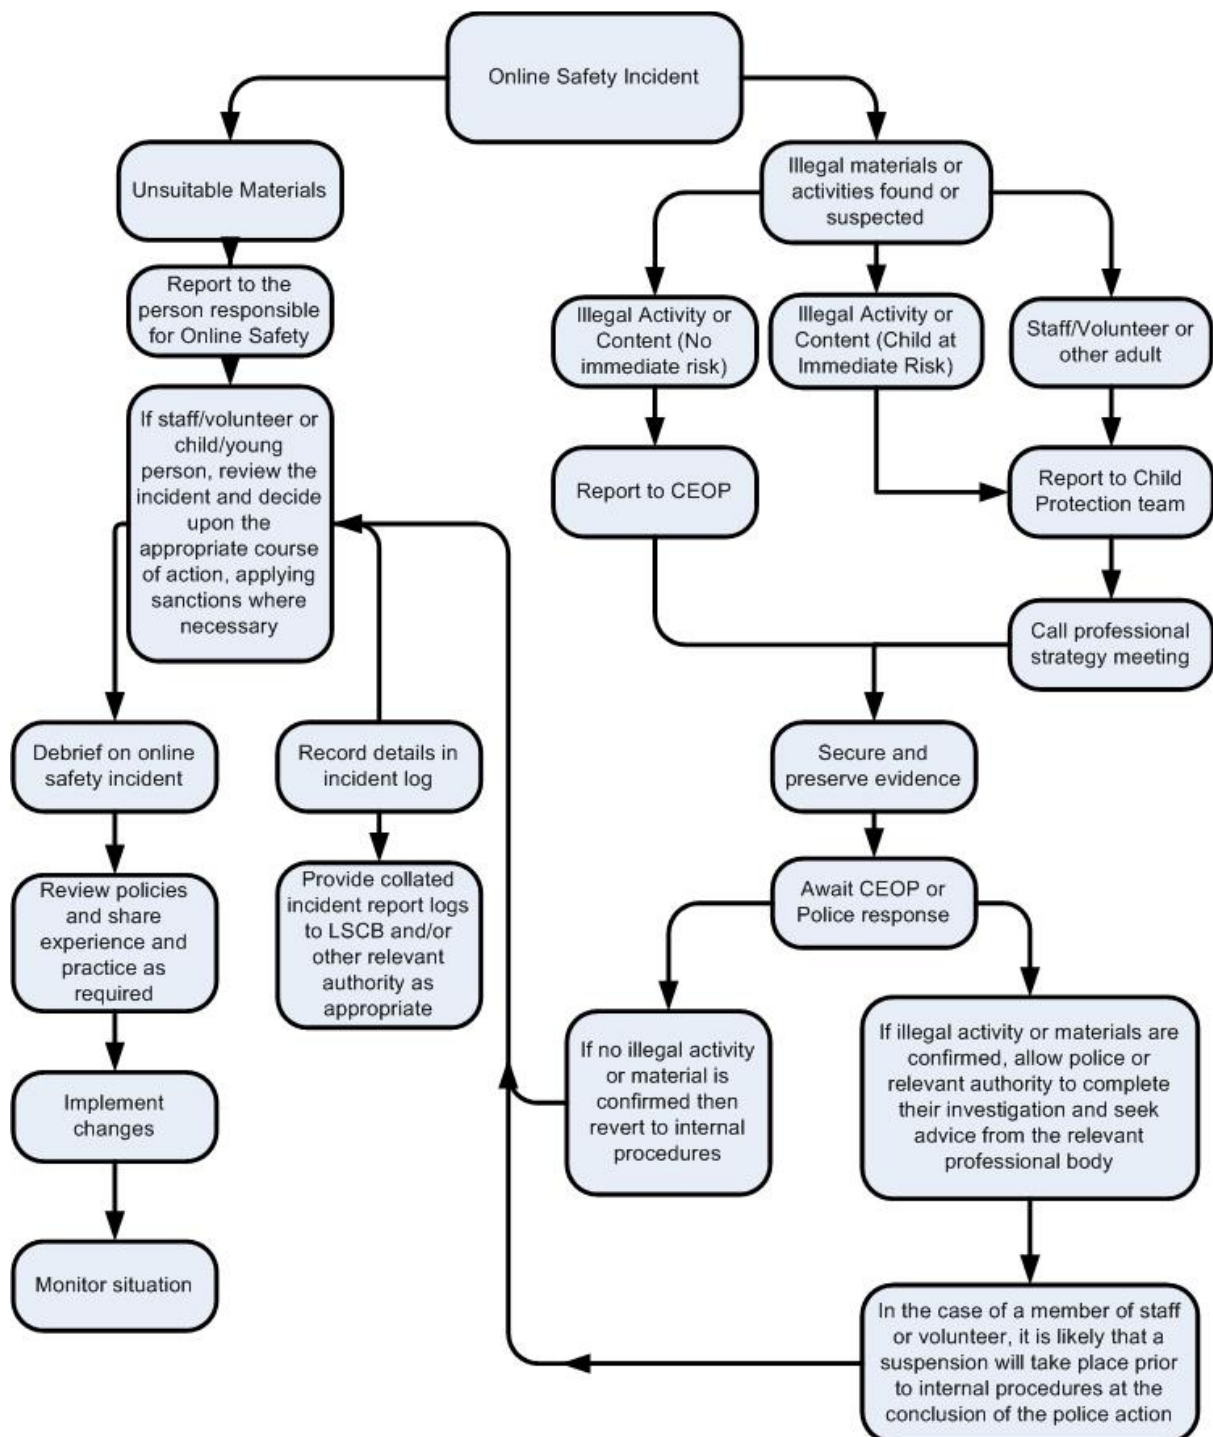 Online Safety Incident
Unsuitable Materials
Illegal materials or
activities found or
suspected
Report to the
person responsible
for Online Safety
Illegal Activity or
Content (No
immediate risk)
Illegal Activity or
Content (Child at
Immediate Risk)
Staff/Volunteer or
other adult
If staff/volunteer or
child/young
person, review the
incident and decide
upon the
appropriate course
of action, applying
sanctions where
necessary
Report to CEOP
Report to Child
Protection team
Call professional
strategy meeting
Debrief on online
safety incident
Record details in
incident log
Secure and
preserve evidence
Review policies
and share
experience and
practice as
required
Provide collated
incident report logs
to LSCB and/or
other relevant
authority as
appropriate
Await CEOP or
Police response
If no illegal activity
or material is
confirmed then
revert to internal
procedures
If illegal activity or materials are
confirmed, allow police or
relevant authority to complete
their investigation and seek
advice from the relevant
professional body
Implement
changes
Monitor situation
In the case of a member of staff
or volunteer, it is likely that a
suspension will take place prior
to internal procedures at the
conclusion of the police action